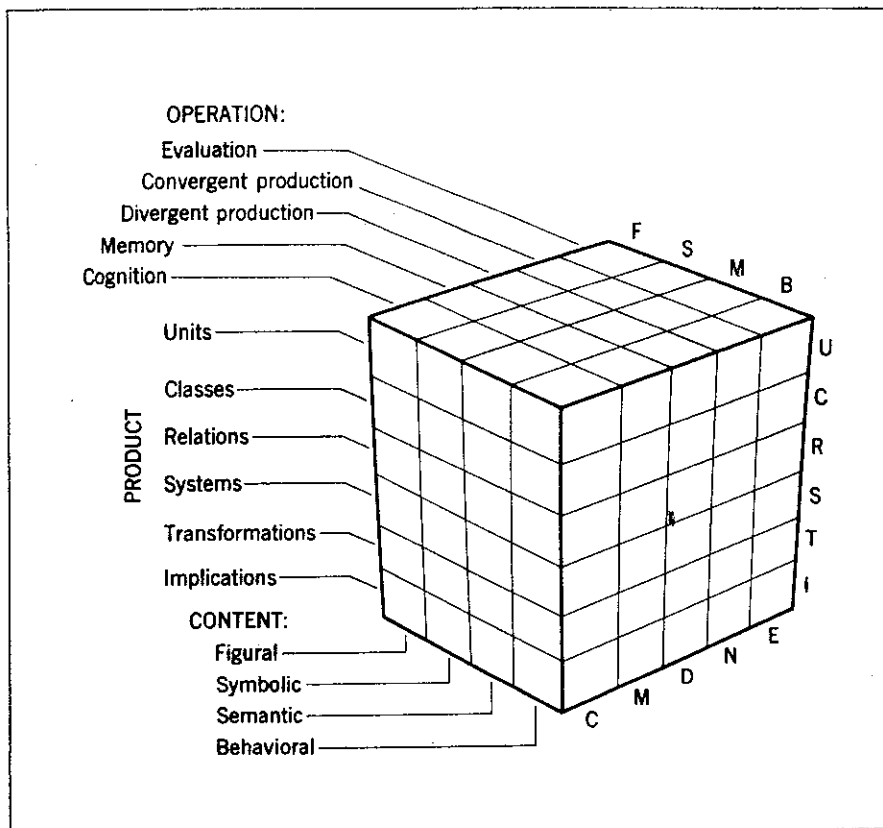 OPERATION:
Evaluation
Convergent production
Divergent production
Memory
Cognition
F
S
M
B
Units
Classes
Relations
Systems
Transformations
Implications
PRODUCT
U
C
R
S
T
I
CONTENT:
Figural
Symbolic
Semantic
Behavioral
C
M
D
N
E